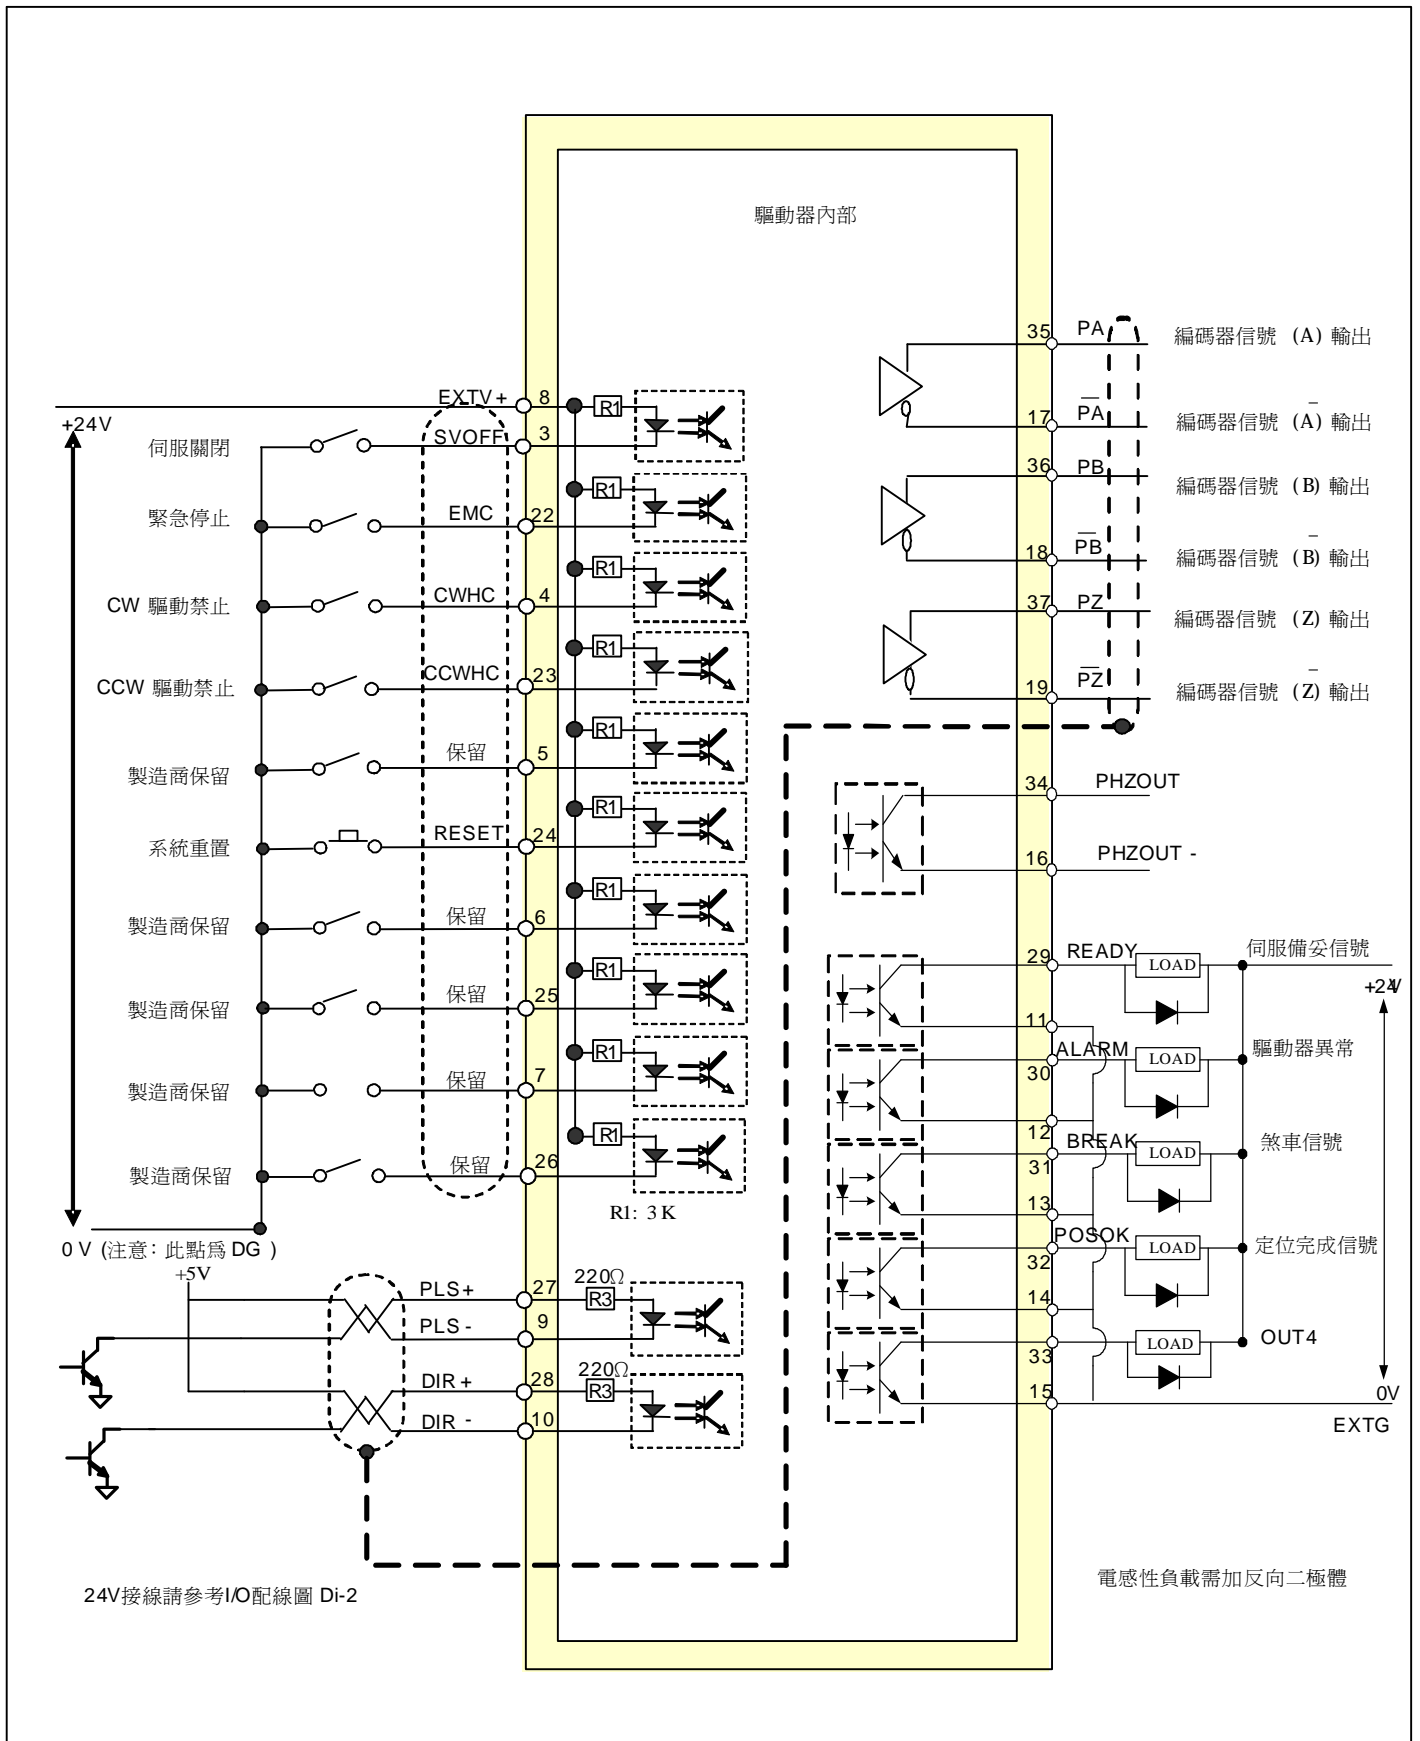 驅動器內部
EXTV+ 8 R1
+24V
伺服關閉 SVOFF 3
R1
緊急停止 EMC 22
R1
CW 驅動禁止 CWHC 4
R1
CCW 驅動禁止 CCWHC 23
R1
製造商保留 保留 5
R1
系統重置 RESET 24
R1
製造商保留 保留 6
R1
製造商保留 保留 25
R1
製造商保留 保留 7
R1
製造商保留 保留 26
R1: 3K
0 V (注意: 此點為 DG )
+5V
PLS+ 27 220Ω R3
PLS- 9
DIR+ 28 220Ω R3
DIR - 10
24V接線請參考I/O配線圖 Di-2
35 PA 編碼器信號 (A) 輸出
17 P̅A̅ 編碼器信號 (A̅) 輸出
36 PB 編碼器信號 (B) 輸出
18 P̅B̅ 編碼器信號 (B̅) 輸出
37 PZ 編碼器信號 (Z) 輸出
19 P̅Z̅ 編碼器信號 (Z̅) 輸出
34 PHZOUT
16 PHZOUT -
29 READY LOAD 伺服備妥信號
+24V
11
ALARM LOAD 驅動器異常
30
12
BREAK LOAD 煞車信號
31
13
POSOK LOAD 定位完成信號
32
14
33 LOAD OUT4
15
0V
EXTG
電感性負載需加反向二極體